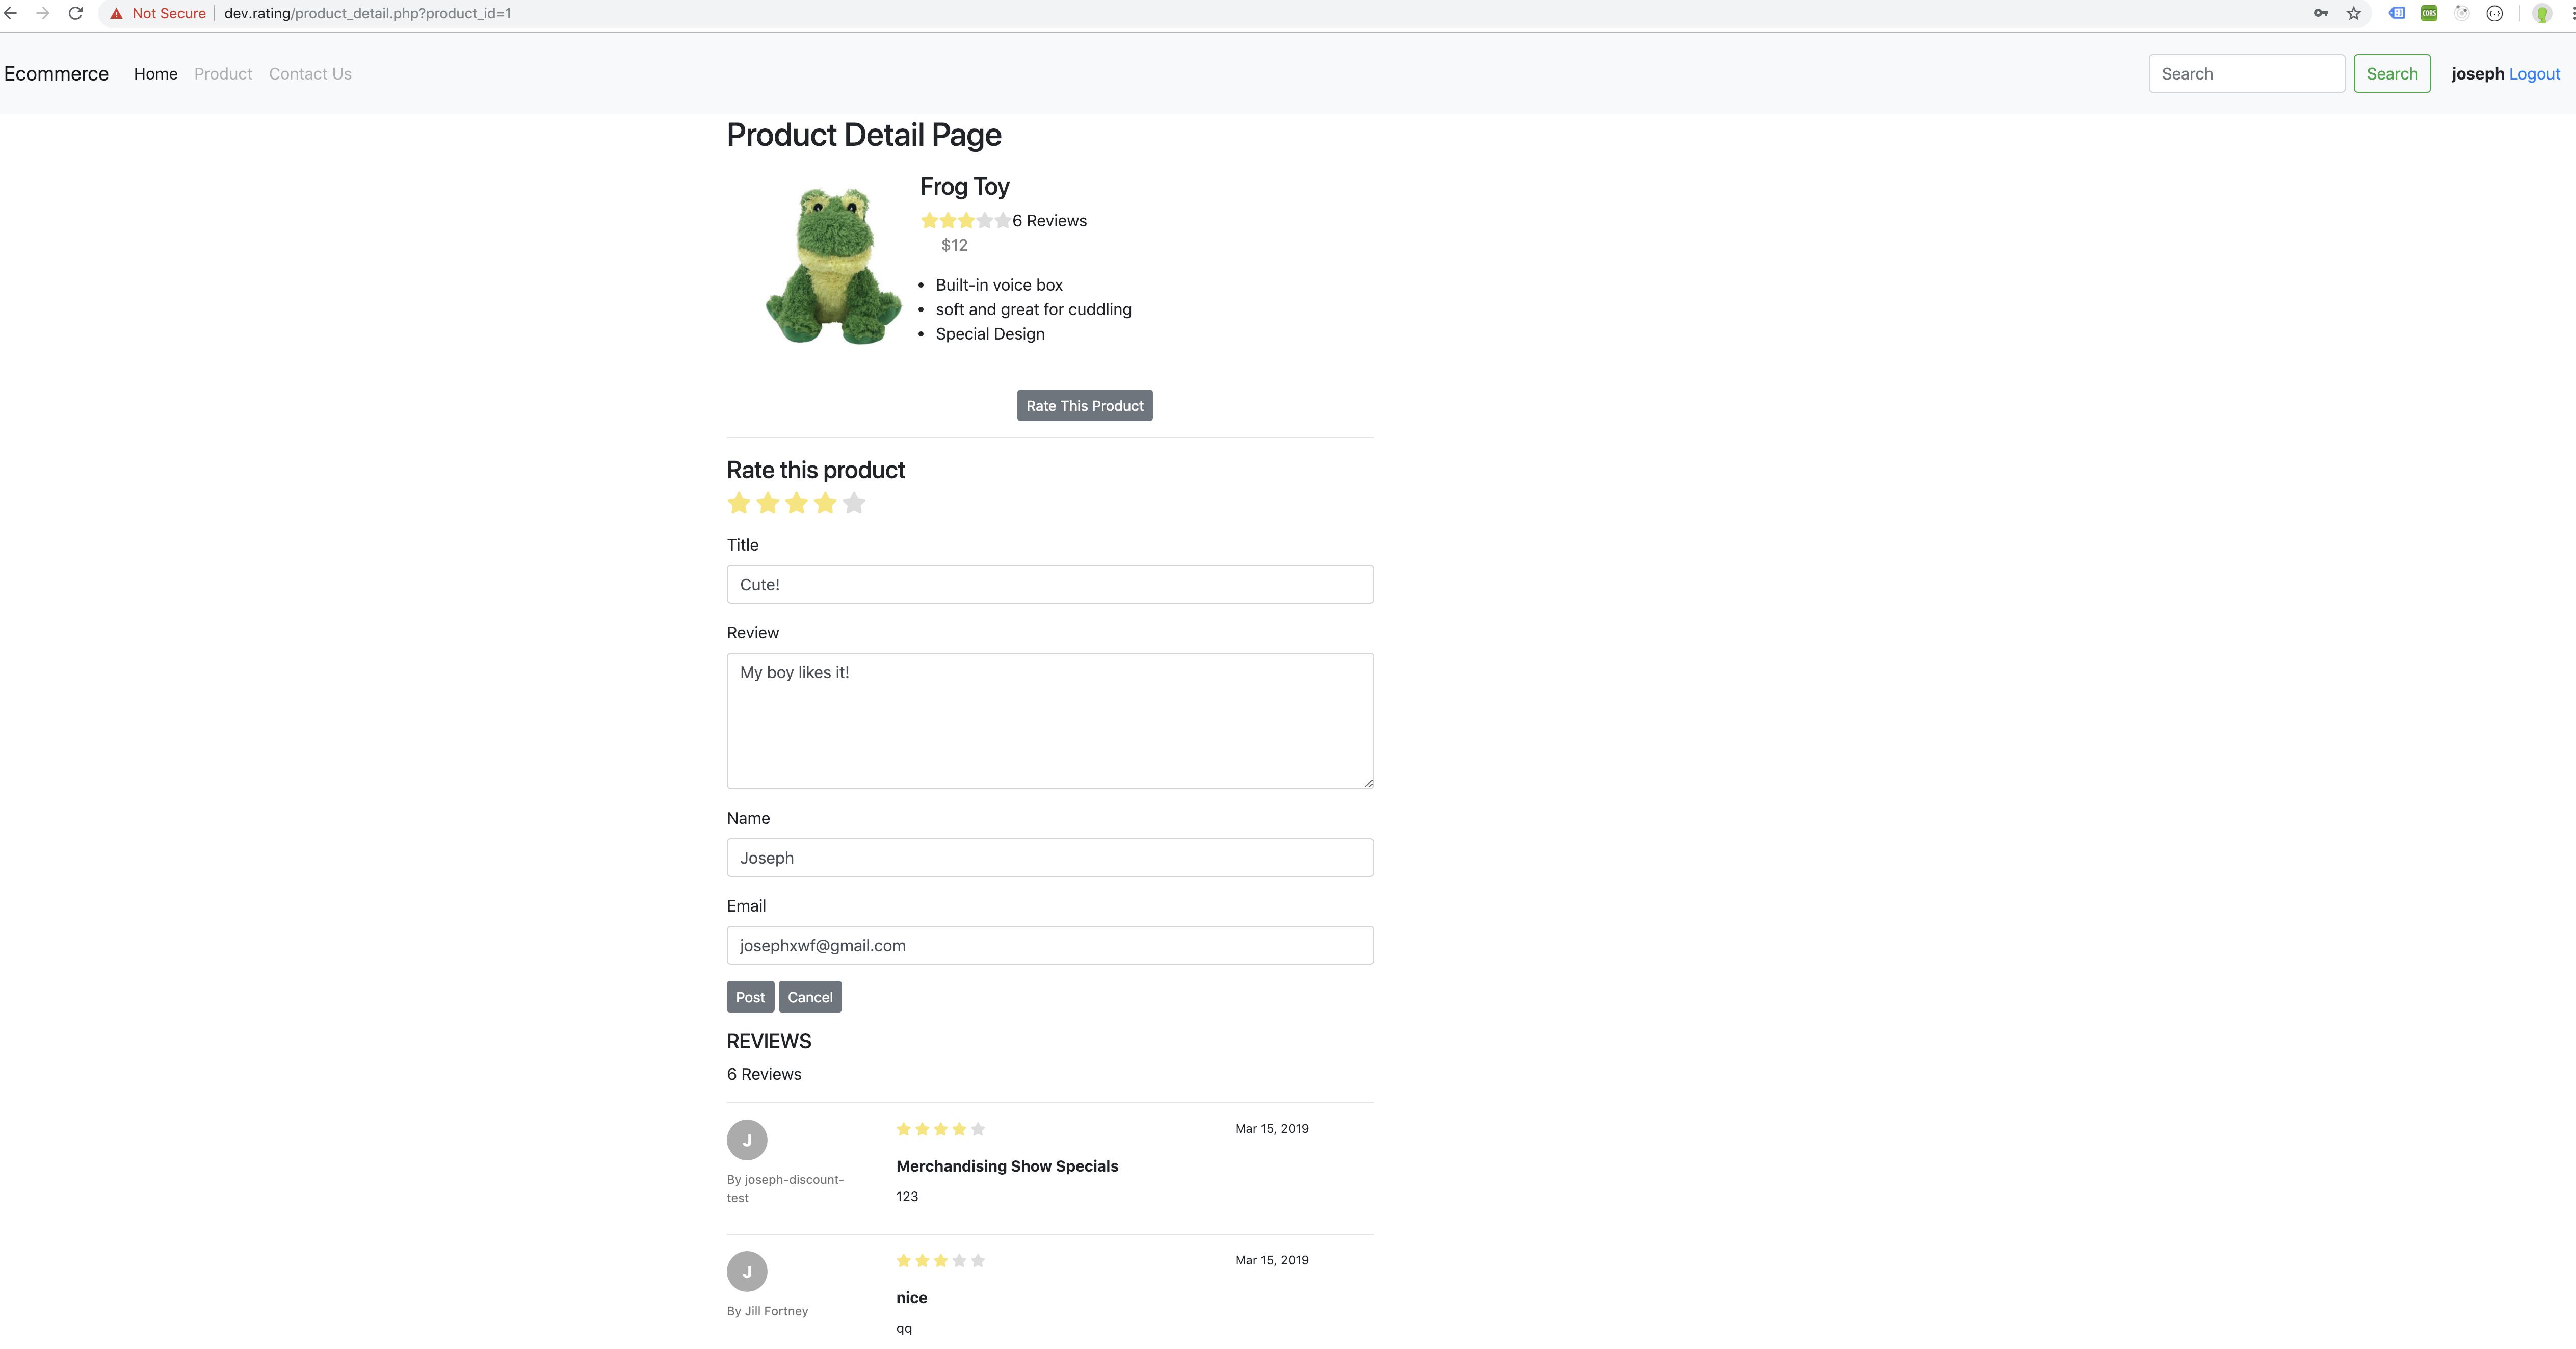 Not Secure dev.rating/product_detail.php?product_id=1
CORS
Ecommerce Home Product Contact Us Search Search joseph Logout
Product Detail Page
Frog Toy
6 Reviews
$12
Built-in voice box
soft and great for cuddling
Special Design
Rate This Product
Rate this product
Title
Cute!
Review
My boy likes it!
Name
Joseph
Email
josephxwf@gmail.com
Post Cancel
REVIEWS
6 Reviews
J Mar 15, 2019
Merchandising Show Specials
By joseph-discount-
test
123
J Mar 15, 2019
nice
By Jill Fortney
qq